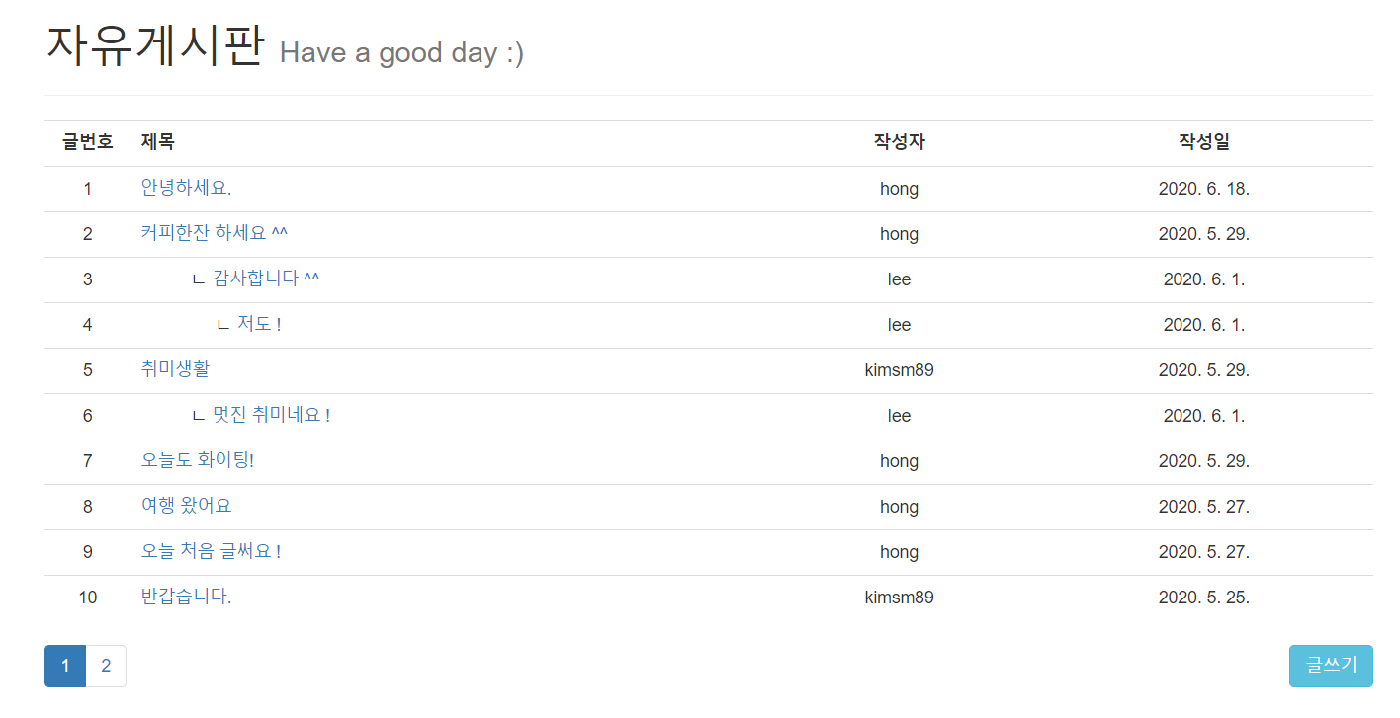 자유게시판 Have a good day :)
글번호 제목 작성자 작성일
1 안녕하세요. hong 2020. 6. 18.
2 커피한잔 하세요 ^^ hong 2020. 5. 29.
3 ㄴ 감사합니다 ^^ lee 2020. 6. 1.
4 ㄴ 저도 ! lee 2020. 6. 1.
5 취미생활 kimsm89 2020. 5. 29.
6 ㄴ 멋진 취미네요 ! lee 2020. 6. 1.
7 오늘도 화이팅! hong 2020. 5. 29.
8 여행 왔어요 hong 2020. 5. 27.
9 오늘 처음 글써요 ! hong 2020. 5. 27.
10 반갑습니다. kimsm89 2020. 5. 25.
1 2 글쓰기